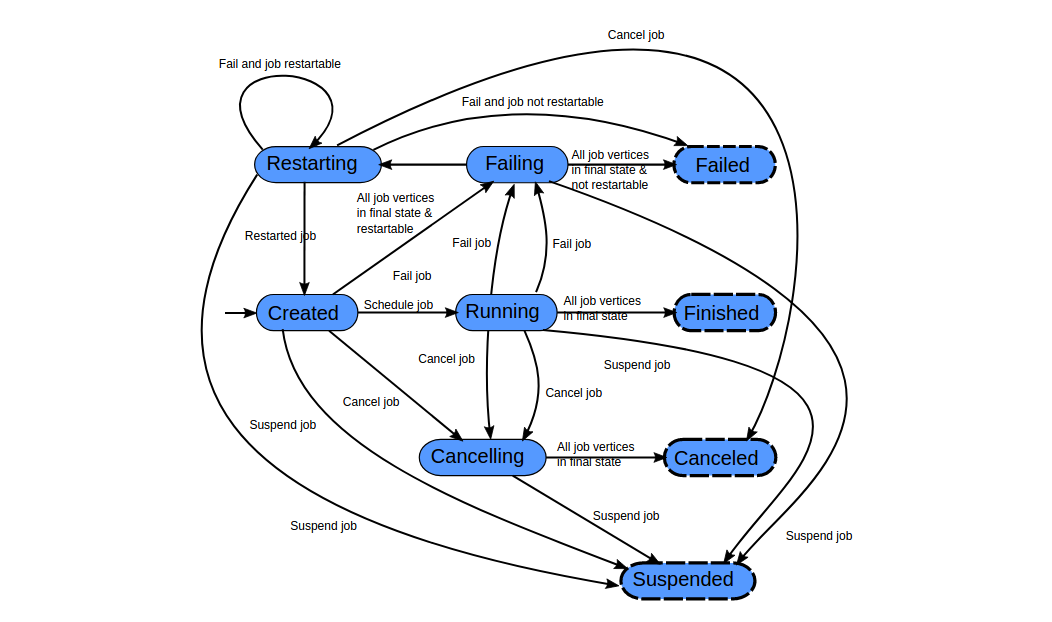 Cancel job
Fail and job restartable
Fail and job not restartable
Restarting
Failing
All job vertices
in final state &
not restartable
Failed
All job vertices
in final state &
restartable
Restarted job
Fail job
Fail job
Fail job
Created
Schedule job
Running
All job vertices
in final state
Finished
Cancel job
Suspend job
Cancel job
Cancel job
Suspend job
Cancelling
All job vertices
in final state
Canceled
Suspend job
Suspend job
Suspend job
Suspended